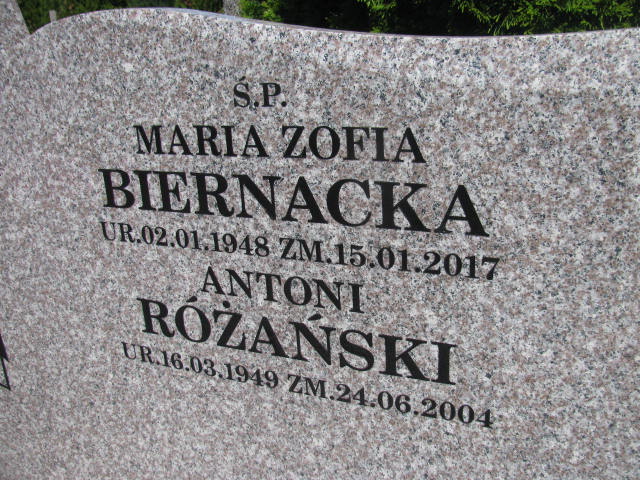 Ś.P.
MARIA ZOFIA
BIERNACKA
UR.02.01.1948 ZM.15.01.2017
ANTONI
RÓŻAŃSKI
UR.16.03.1949 ZM.24.06.2004